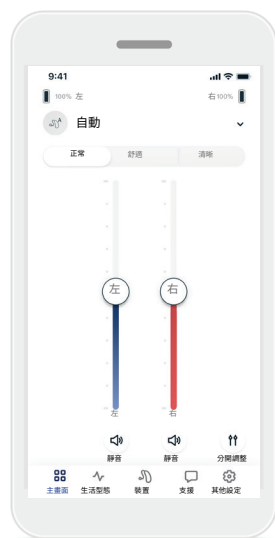 9:41
100% 左 右 100%
自動
正常 舒適 清晰
左 右
左 右
靜音 靜音 分開調整
主畫面 生活型態 裝置 支援 其他設定